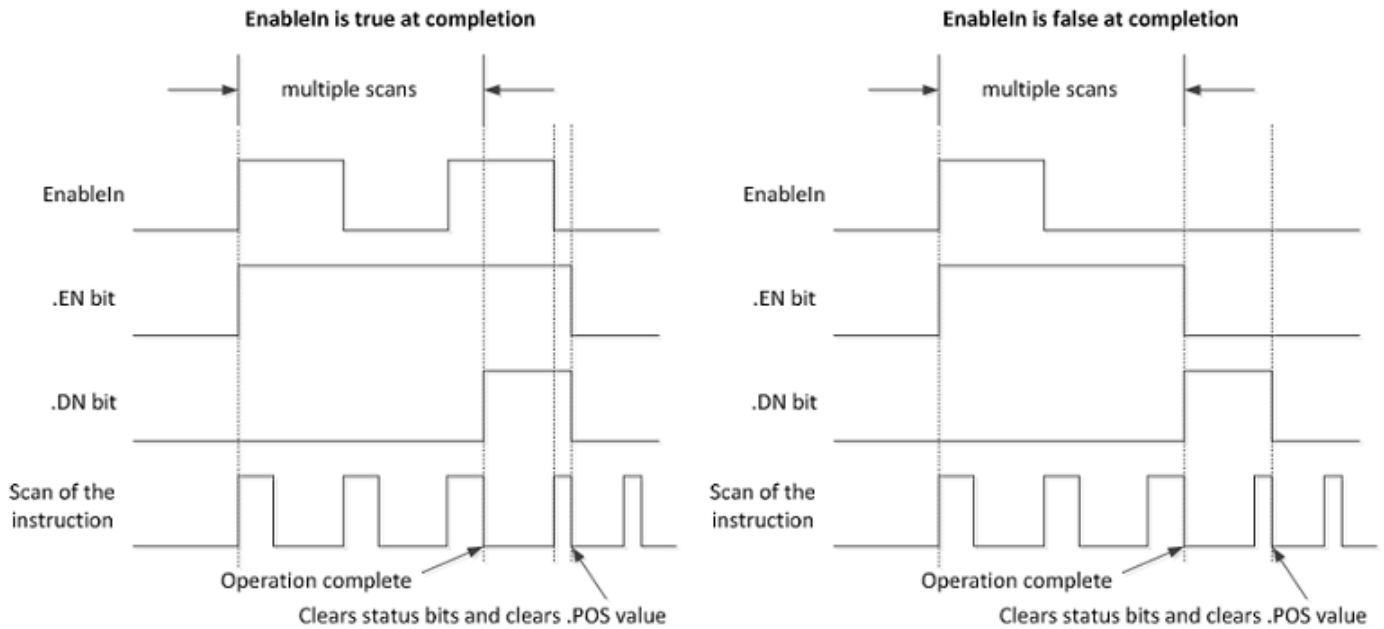 EnableIn is true at completion
multiple scans
EnableIn
.EN bit
.DN bit
Scan of the
instruction
Operation complete
Clears status bits and clears .POS value
EnableIn is false at completion
multiple scans
EnableIn
.EN bit
.DN bit
Scan of the
instruction
Operation complete
Clears status bits and clears .POS value